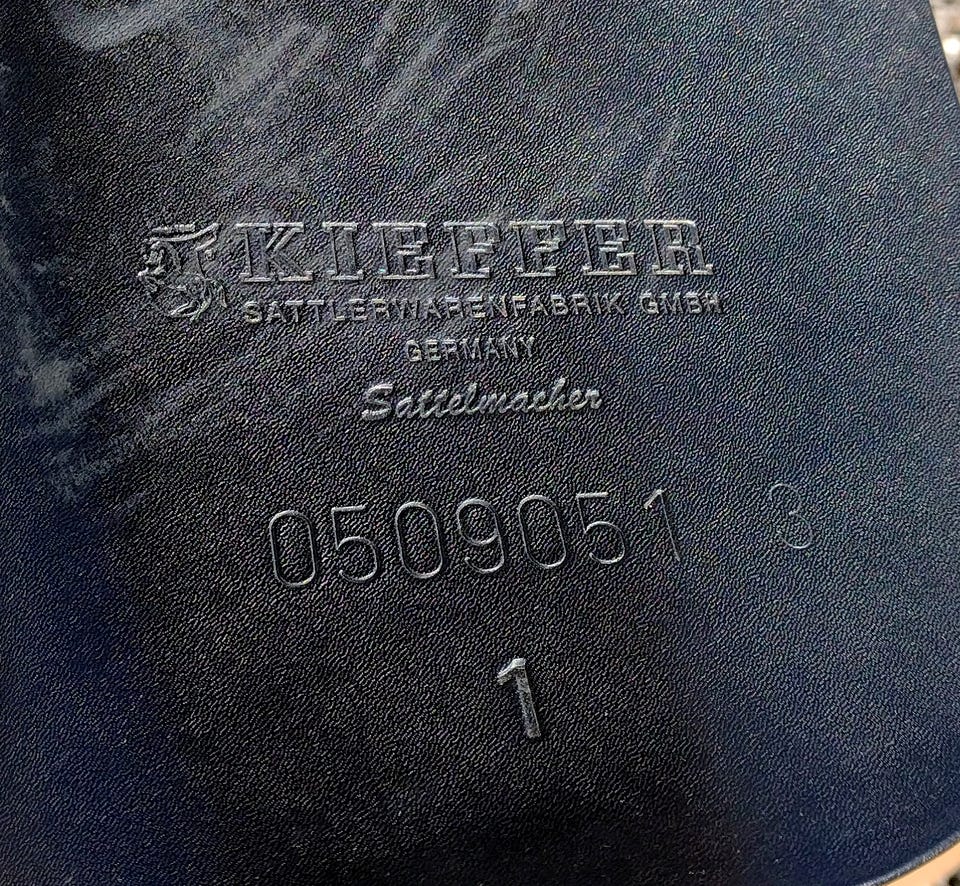 KIEFFER
SATTLERWARENFABRIK GMBH
GERMANY
Sattelmacher
0509051 3
1